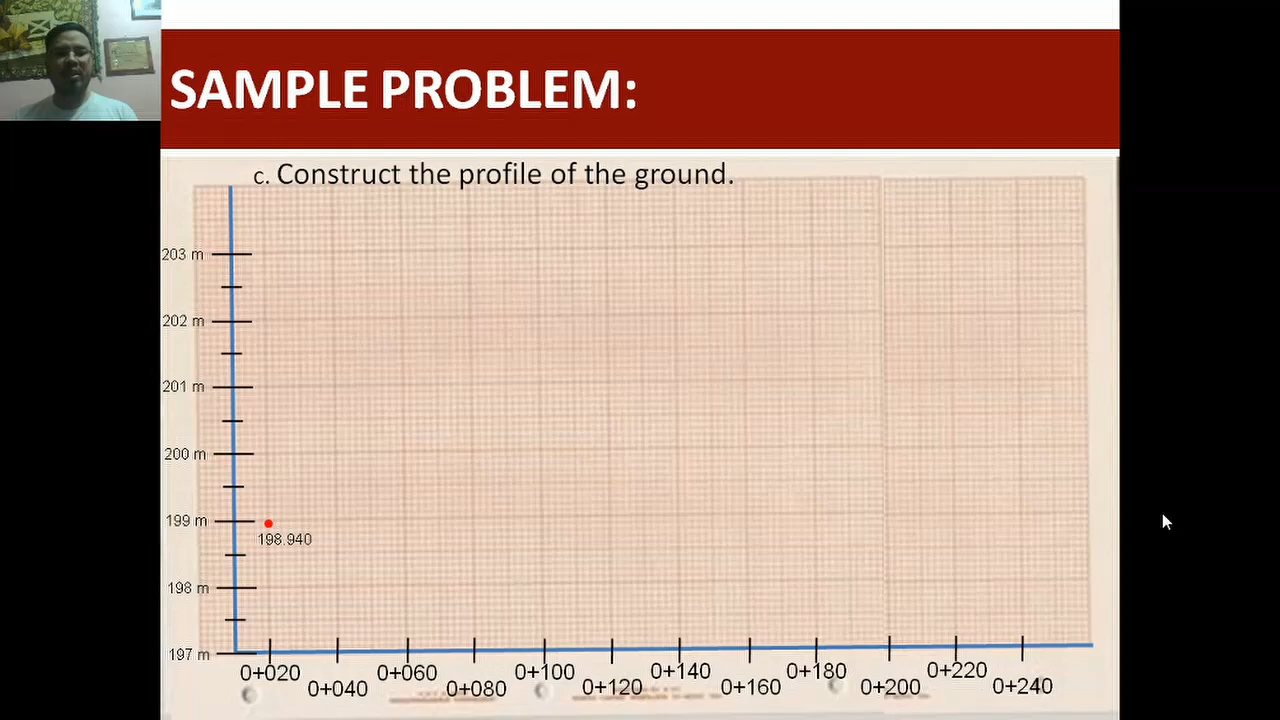 SAMPLE PROBLEM:
c. Construct the profile of the ground.
203 m
202 m
201 m
200 m
199 m
198.940
198 m
197 m
0+020
0+040
0+060
0+080
0+100
0+120
0+140
0+160
0+180
0+200
0+220
0+240